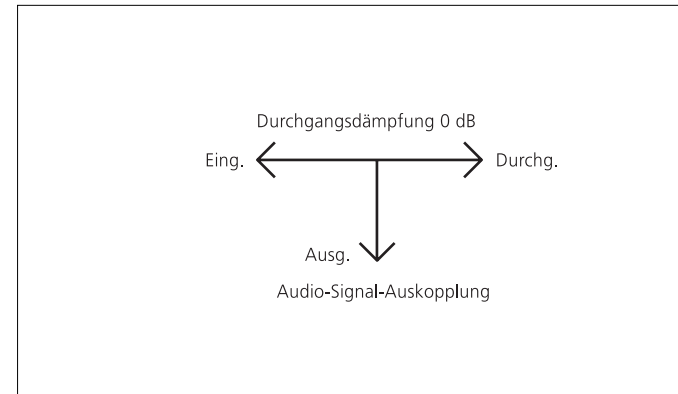 Durchgangsdämpfung 0 dB
Eing.
Durchg.
Ausg.
Audio-Signal-Auskopplung